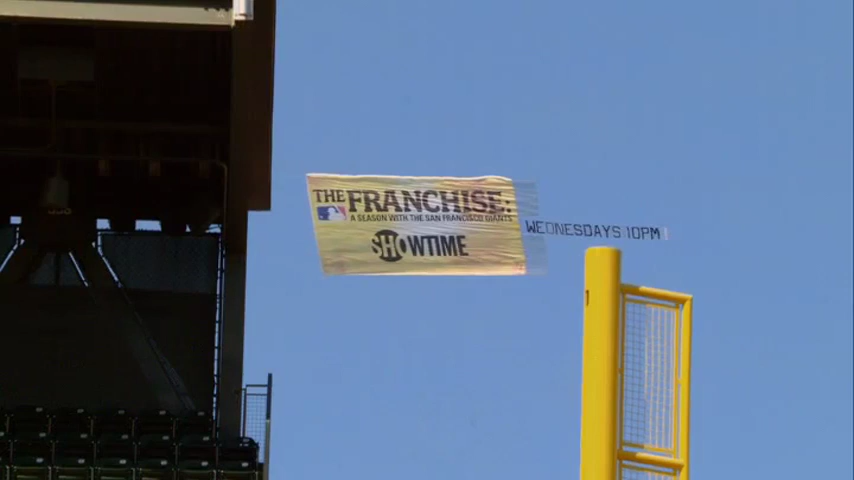 THE FRANCHISE:
A SEASON WITH THE SAN FRANCISCO GIANTS
SHOWTIME
WEDNESDAYS 10PM